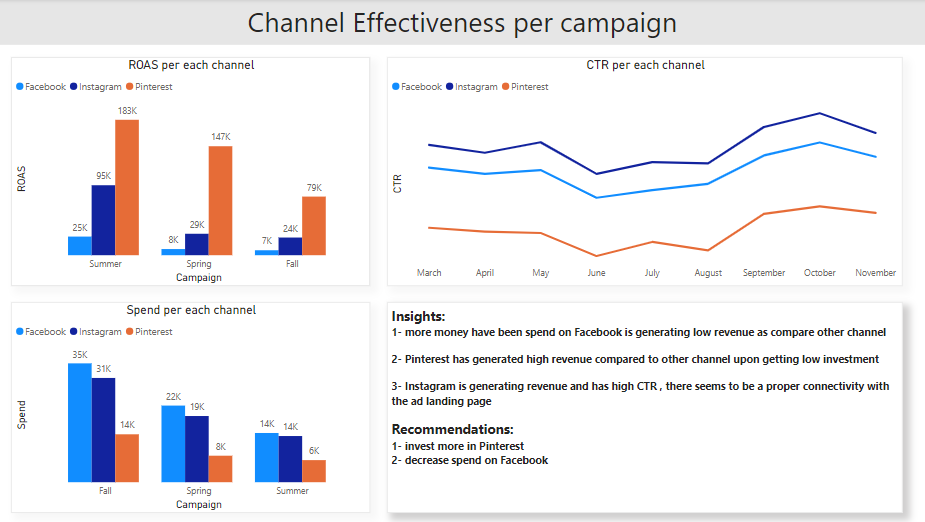 Channel Effectiveness per campaign
ROAS per each channel
Facebook Instagram Pinterest
ROAS
183K
147K
95K
79K
25K
29K
24K
8K
7K
Summer Spring Fall
Campaign
CTR per each channel
Facebook Instagram Pinterest
CTR
March April May June July August September October November
Spend per each channel
Facebook Instagram Pinterest
Spend
35K
31K
22K
19K
14K
14K 14K
8K
6K
Fall Spring Summer
Campaign
Insights:
1- more money have been spend on Facebook is generating low revenue as compare other channel
2- Pinterest has generated high revenue compared to other channel upon getting low investment
3- Instagram is generating revenue and has high CTR , there seems to be a proper connectivity with
the ad landing page
Recommendations:
1- invest more in Pinterest
2- decrease spend on Facebook